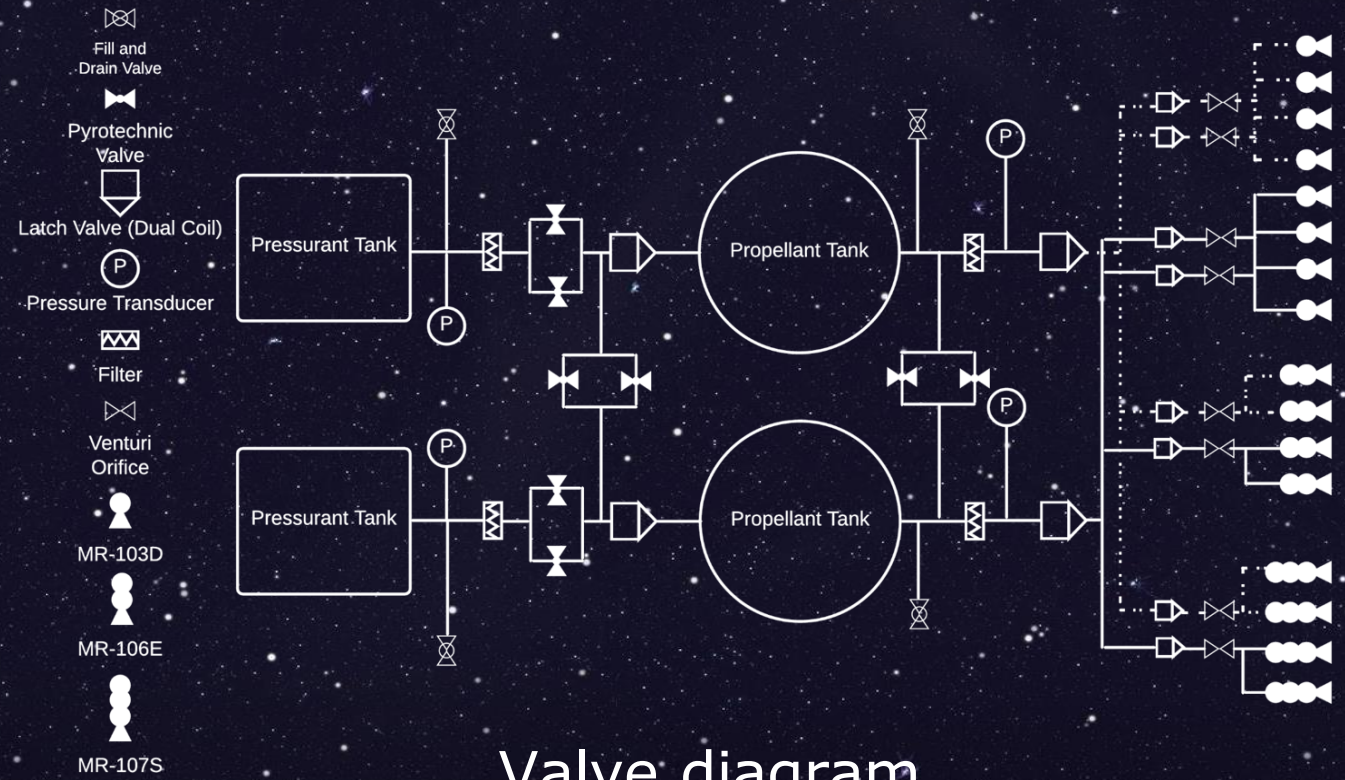 Fill and
Drain Valve
Pyrotechnic
Valve
Latch Valve (Dual Coil)
P
Pressure Transducer
Filter
Venturi
Orifice
MR-103D
MR-106E
MR-107S
Pressurant Tank
P
P
Pressurant Tank
Propellant Tank
P
P
Propellant Tank
Valve diagram